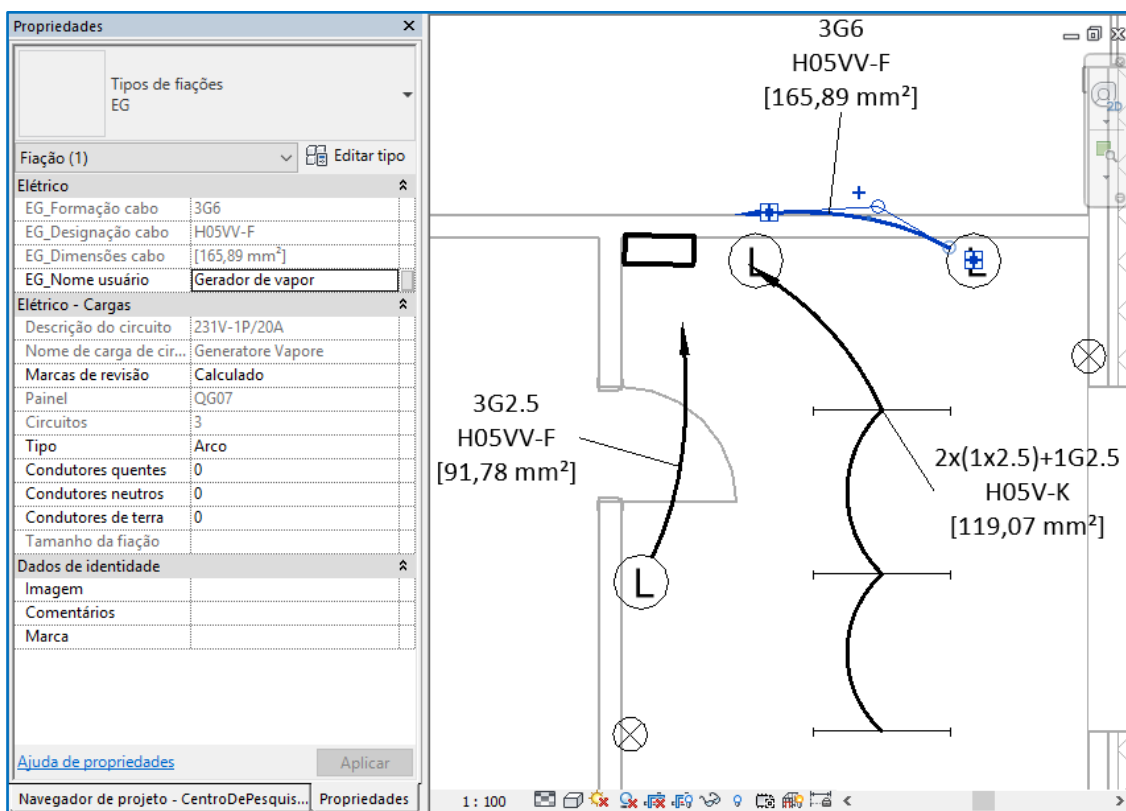 Propriedades
Tipos de fiações
EG
Fiação (1)
Editar tipo
Elétrico
EG_Formação cabo 3G6
EG_Designação cabo H05VV-F
EG_Dimensões cabo [165,89 mm²]
EG_Nome usuário Gerador de vapor
Elétrico - Cargas
Descrição do circuito 231V-1P/20A
Nome de carga de cir... Generatore Vapore
Marcas de revisão Calculado
Painel QG07
Circuitos 3
Tipo Arco
Condutores quentes 0
Condutores neutros 0
Condutores de terra 0
Tamanho da fiação
Dados de identidade
Imagem
Comentários
Marca
Ajuda de propriedades
Aplicar
Navegador de projeto - CentroDePesquis...
Propriedades
3G6
H05VV-F
[165,89 mm²]
2D
L
L
3G2.5
H05VV-F
[91,78 mm²]
2x(1x2.5)+1G2.5
H05V-K
[119,07 mm²]
L
1 : 100